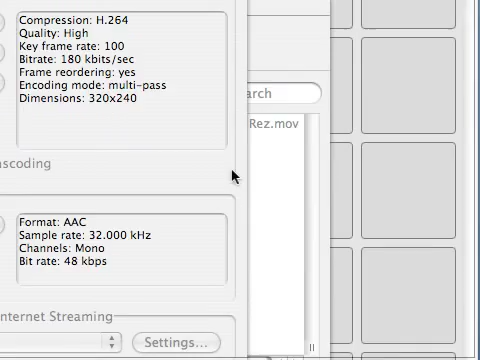 Compression: H.264
Quality: High
Key frame rate: 100
Bitrate: 180 kbits/sec
Frame reordering: yes
Encoding mode: multi-pass
Dimensions: 320x240
arch
Rez.mov
ascoding
Format: AAC
Sample rate: 32.000 kHz
Channels: Mono
Bit rate: 48 kbps
nternet Streaming
Settings...